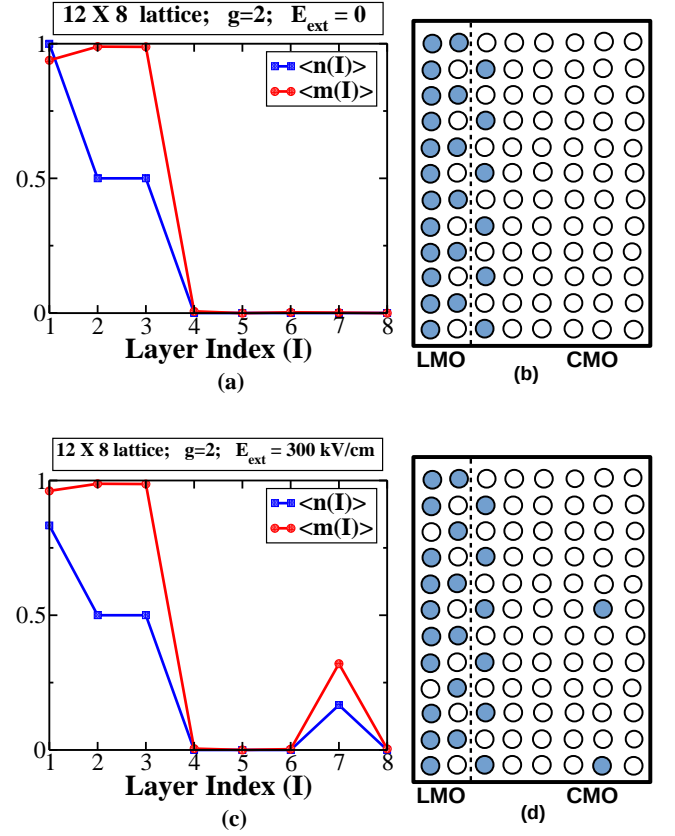 12 X 8 lattice; g=2; E_ext = 0
1
0.5
0
<n(I)>
<m(I)>
1 2 3 4 5 6 7 8
Layer Index (I)
(a)
LMO CMO
(b)
12 X 8 lattice; g=2; E_ext = 300 kV/cm
1
0.5
0
<n(I)>
<m(I)>
1 2 3 4 5 6 7 8
Layer Index (I)
(c)
LMO CMO
(d)